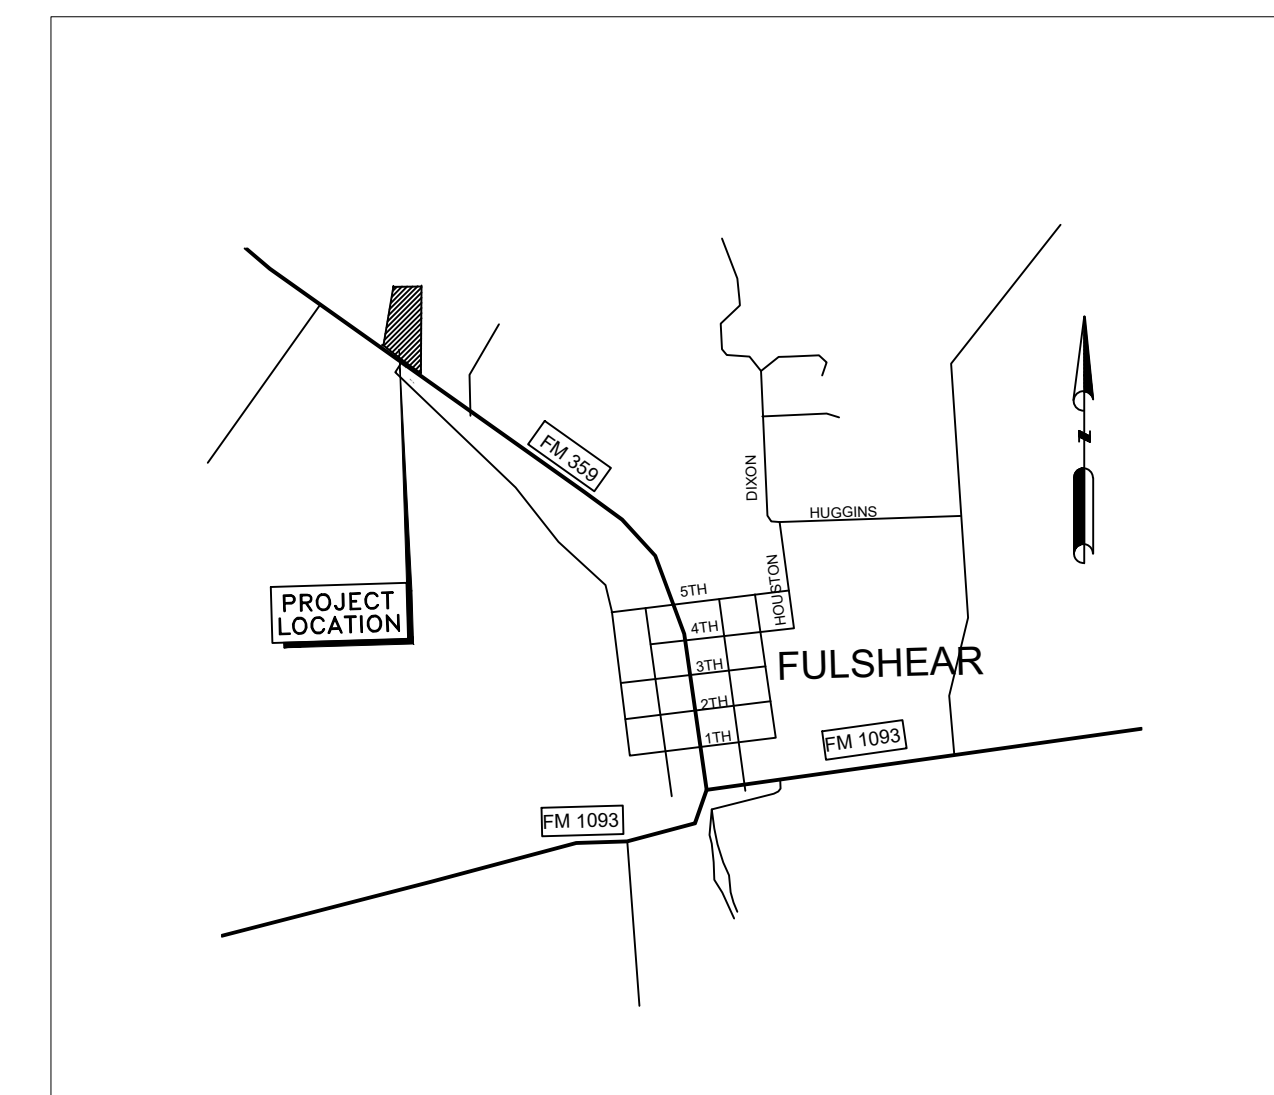 FM 359
DIXON
HUGGINS
HOUSTON
5TH
PROJECT
LOCATION
4TH
3TH
FULSHEAR
2TH
1TH
FM 1093
FM 1093
N